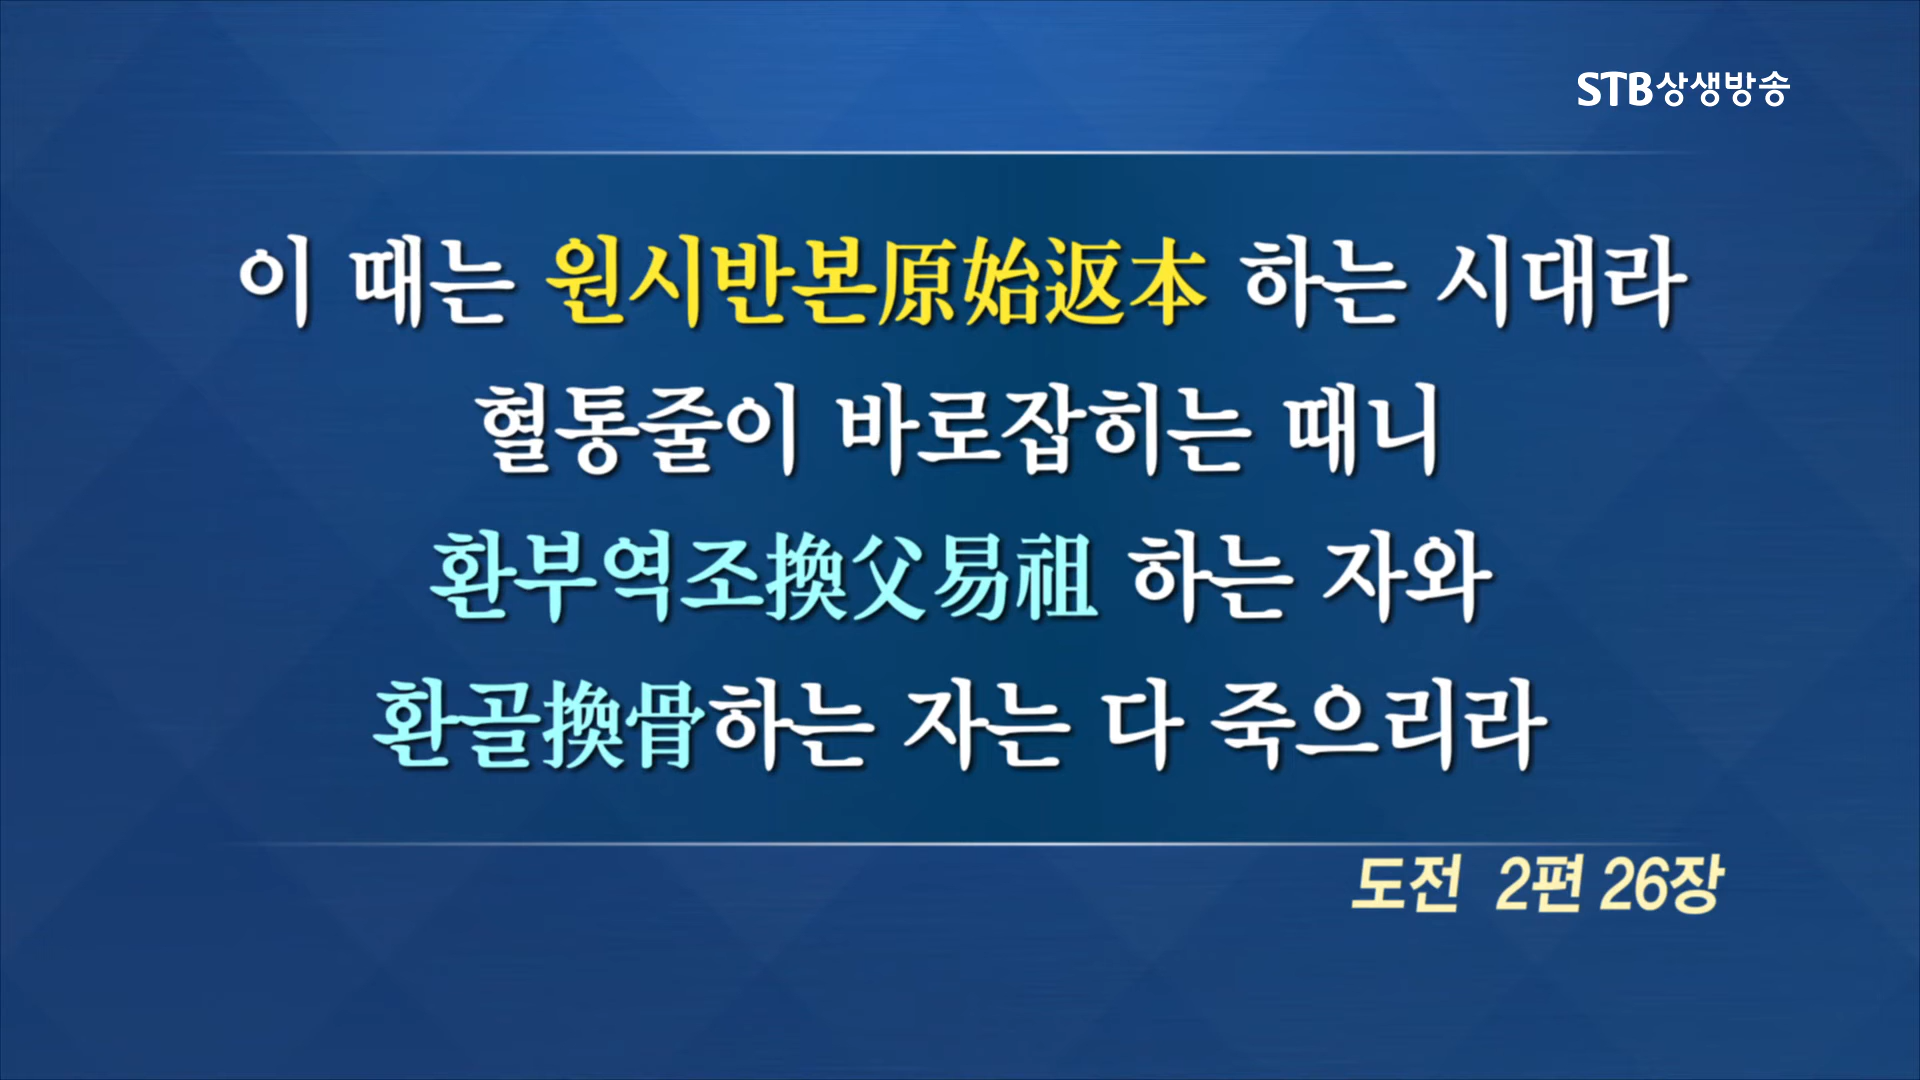 STB상생방송
이 때는 원시반본原始返本 하는 시대라
혈통줄이 바로잡히는 때니
환부역조換父易祖 하는 자와
환골換骨하는 자는 다 죽으리라
도전 2편 26장